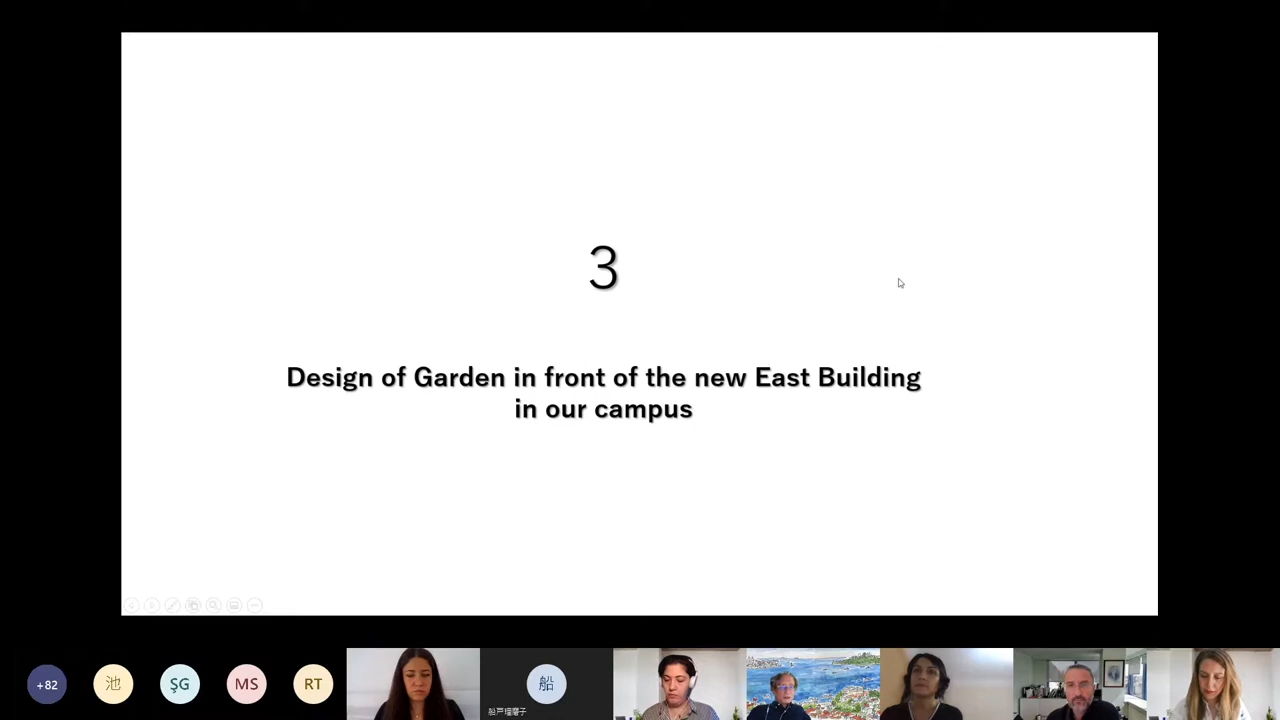 3
Design of Garden in front of the new East Building
in our campus
+82
池
ŞG
MS
RT
船